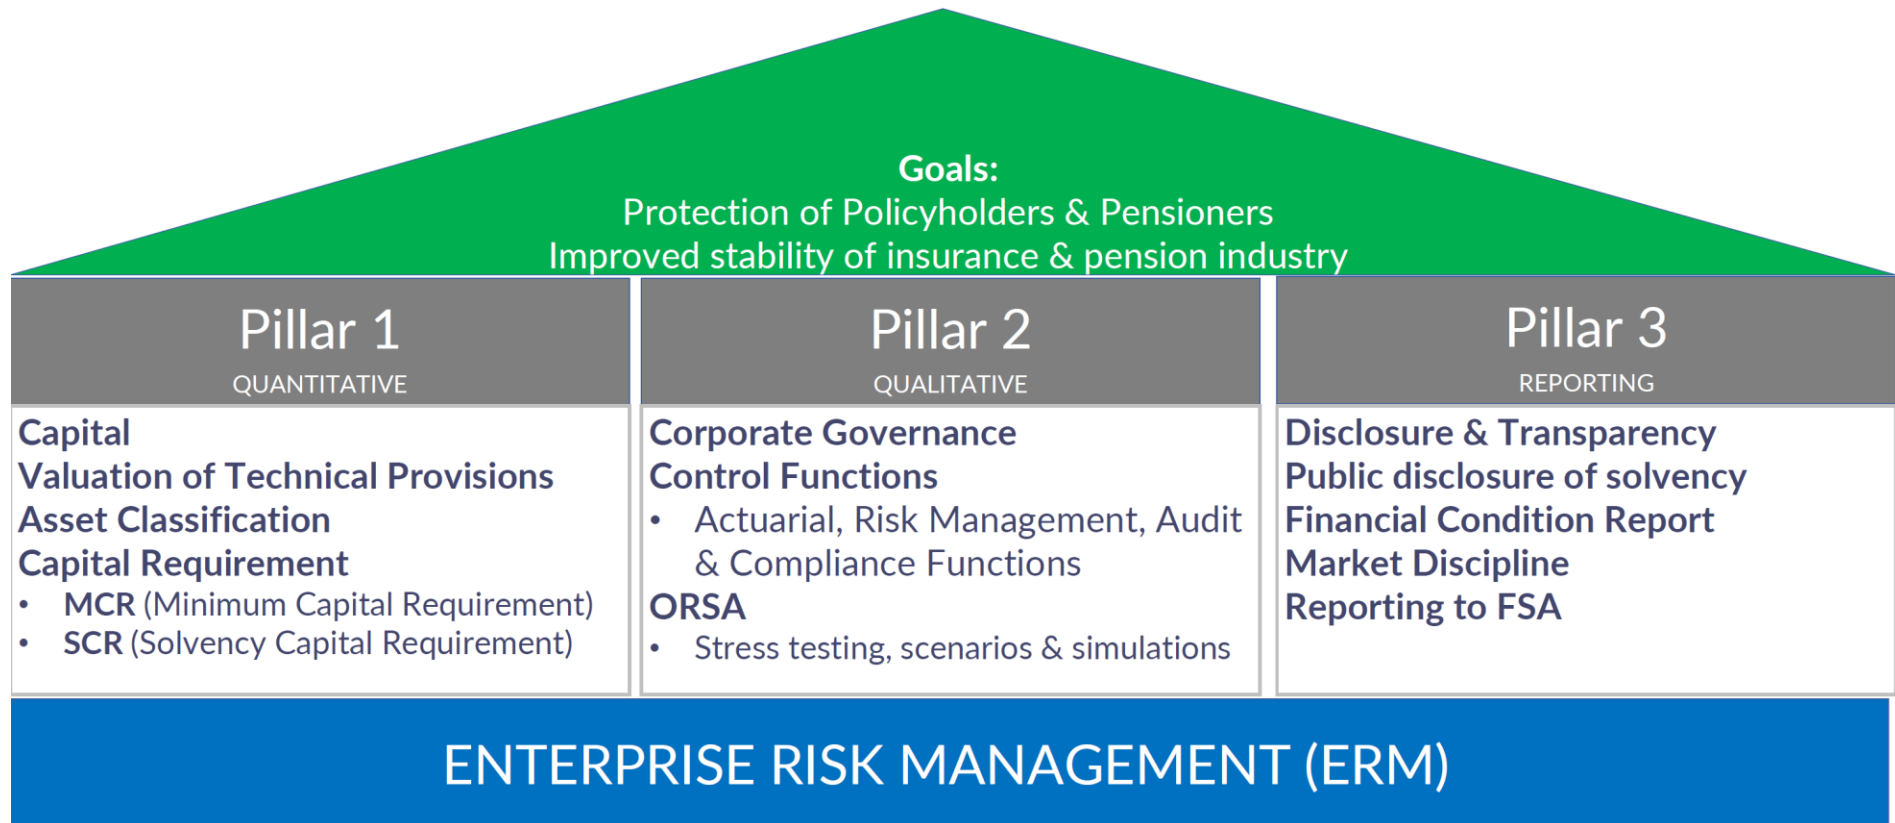 Goals:
Protection of Policyholders & Pensioners
Improved stability of insurance & pension industry
Pillar 1
QUANTITATIVE
Capital
Valuation of Technical Provisions
Asset Classification
Capital Requirement
• MCR (Minimum Capital Requirement)
• SCR (Solvency Capital Requirement)
Pillar 2
QUALITATIVE
Corporate Governance
Control Functions
• Actuarial, Risk Management, Audit
& Compliance Functions
ORSA
• Stress testing, scenarios & simulations
Pillar 3
REPORTING
Disclosure & Transparency
Public disclosure of solvency
Financial Condition Report
Market Discipline
Reporting to FSA
ENTERPRISE RISK MANAGEMENT (ERM)